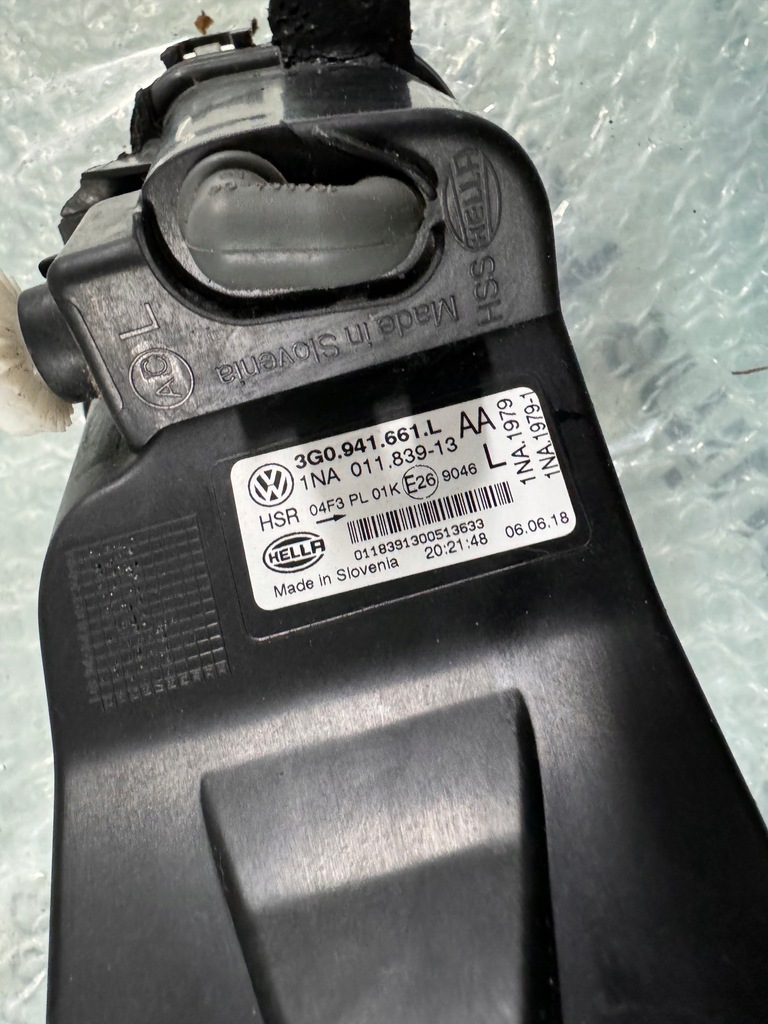 HELLA
HSS
Made in Slovenia
L
AC
3G0.941.661.L AA
1NA 011.839-13
HSR 04F3 PL 01K E26 9046 L
1NA.1979
1NA.1979-1
HELLA
0118391300513633
Made in Slovenia 20:21:48 06.06.18